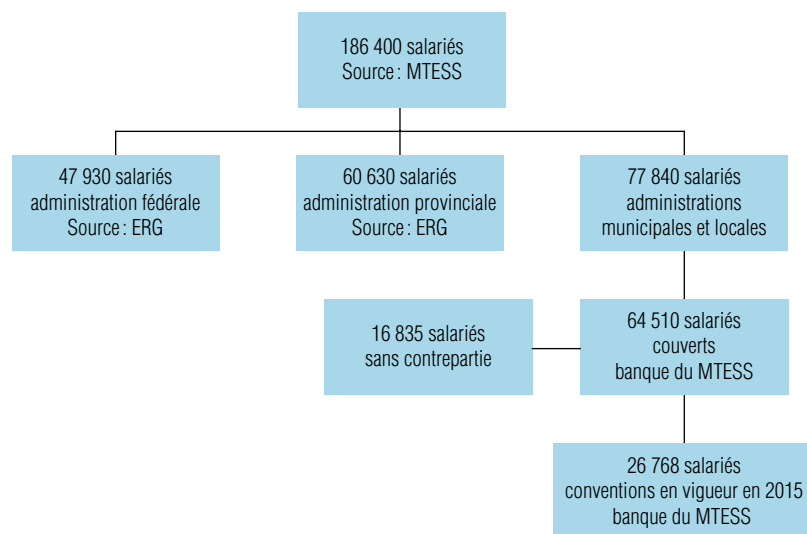 186 400 salariés
Source : MTESS
47 930 salariés
administration fédérale
Source : ERG
60 630 salariés
administration provinciale
Source : ERG
77 840 salariés
administrations
municipales et locales
16 835 salariés
sans contrepartie
64 510 salariés
couverts
banque du MTESS
26 768 salariés
conventions en vigueur en 2015
banque du MTESS